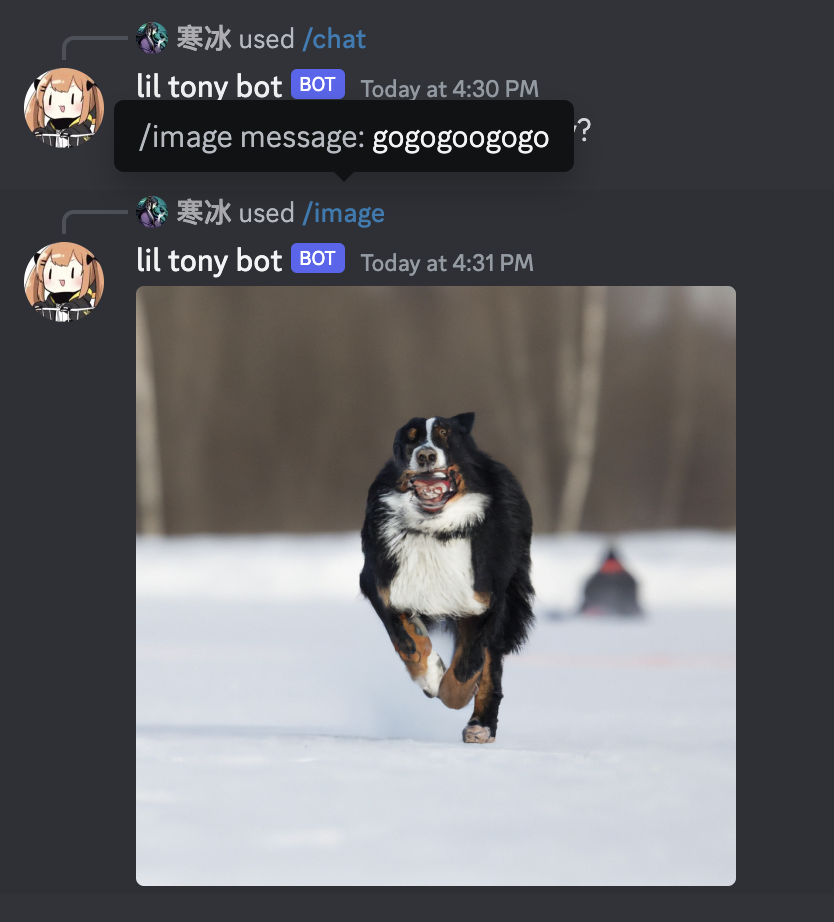 寒冰 used /chat
lil tony bot BOT Today at 4:30 PM
/image message: gogogoogogo
?
寒冰 used /image
lil tony bot BOT Today at 4:31 PM